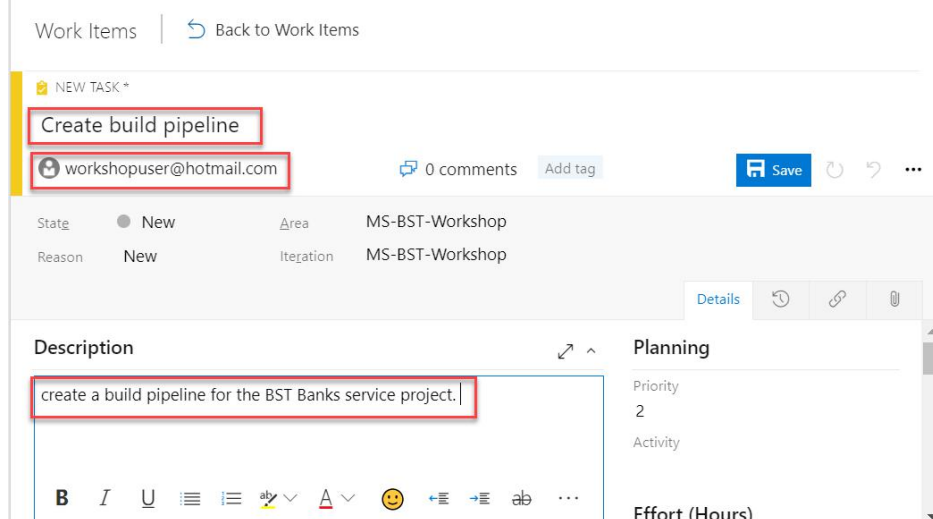 Work Items Back to Work Items
NEW TASK *
Create build pipeline
workshopuser@hotmail.com 0 comments Add tag Save ...
State New Area MS-BST-Workshop
Reason New Iteration MS-BST-Workshop
Details
Description
create a build pipeline for the BST Banks service project.
B I U aby A ab ...
Planning
Priority
2
Activity
Effort (Hours)